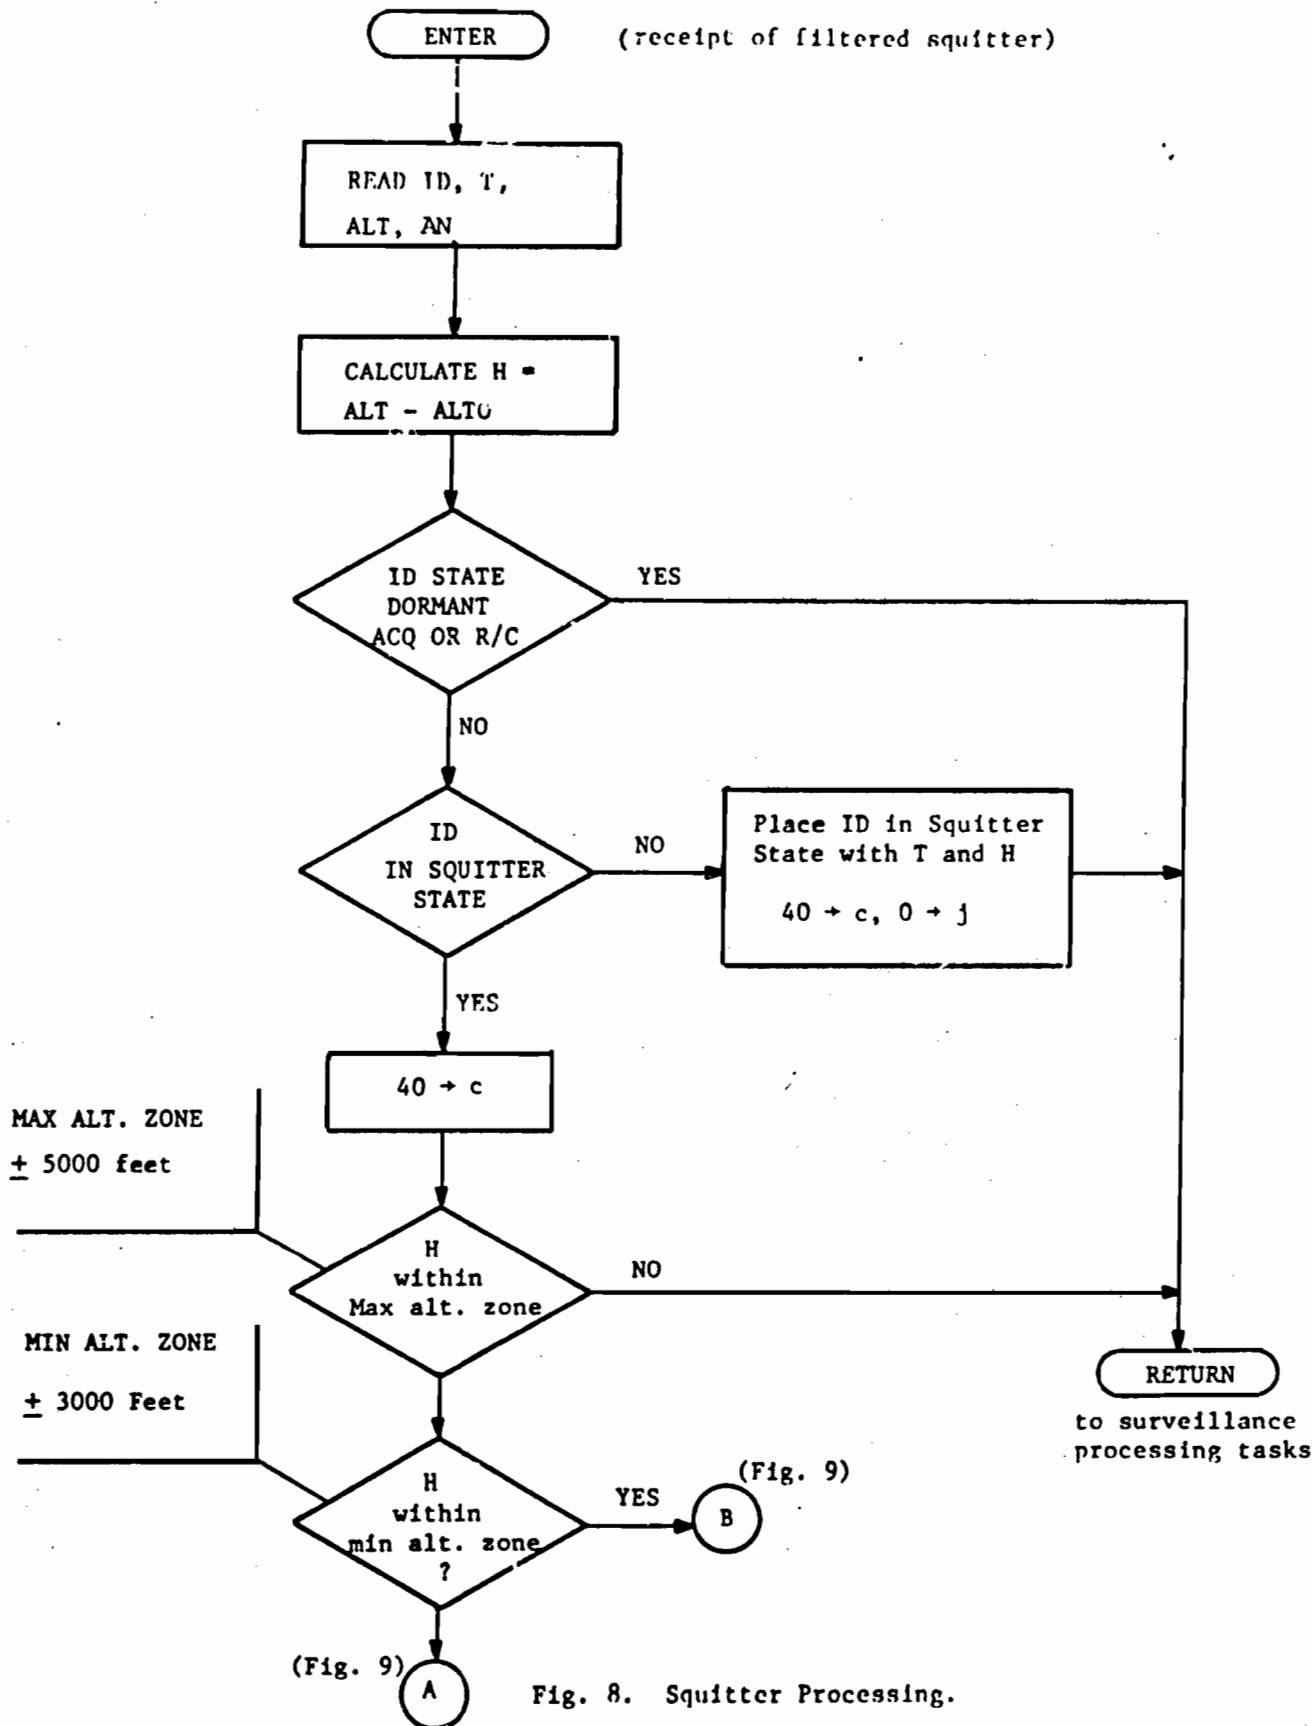 ENTER
(receipt of filtered squitter)
READ ID, T,
ALT, AN
CALCULATE H =
ALT - ALTO
ID STATE
DORMANT
ACQ OR R/C
YES
NO
ID
IN SQUITTER
STATE
NO
Place ID in Squitter
State with T and H
40 → c, 0 → j
YES
40 → c
MAX ALT. ZONE
± 5000 feet
H
within
Max alt. zone
NO
MIN ALT. ZONE
± 3000 Feet
RETURN
to surveillance
processing tasks
H
within
min alt. zone
?
YES
(Fig. 9)
B
(Fig. 9)
A
Fig. 8. Squitter Processing.